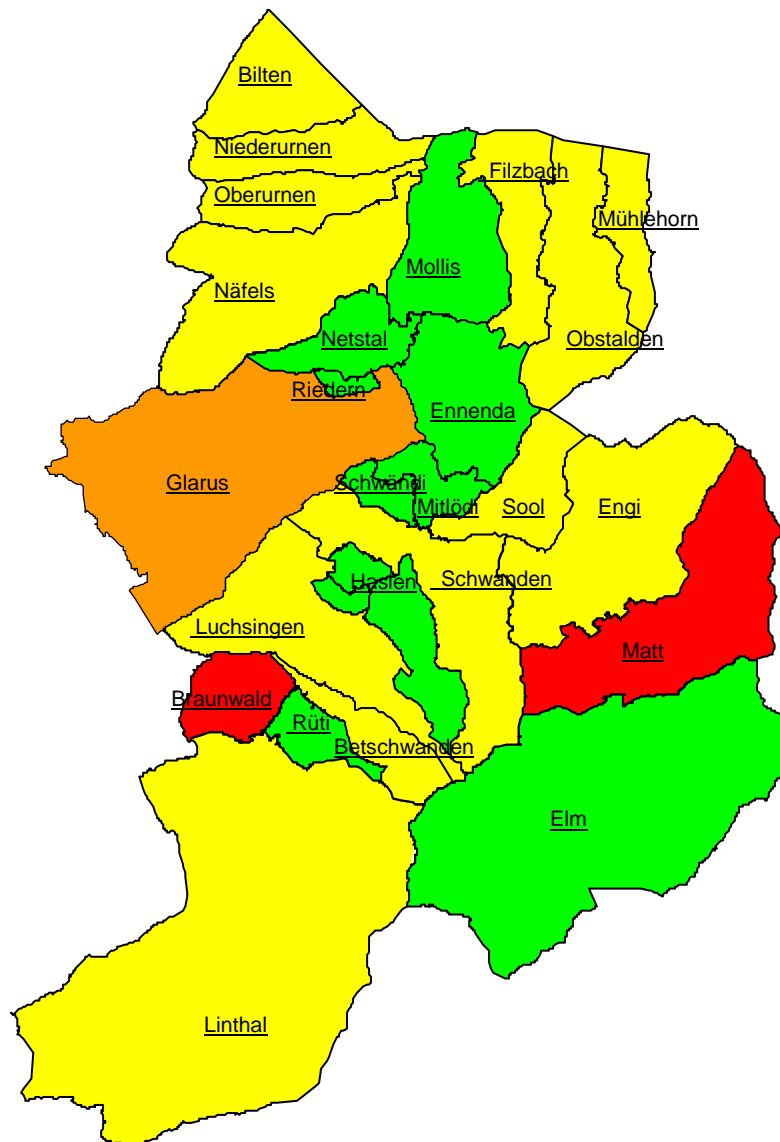 Bilten
Niederurnen
Filzbach
Oberurnen
Mühlehorn
Mollis
Näfels
Netstal
Obstalden
Riedern
Ennenda
Glarus
Schwändi
Mitlödi
Sool
Engi
Haslen
Schwanden
Luchsingen
Matt
Braunwald
Rüti
Betschwanden
Elm
Linthal